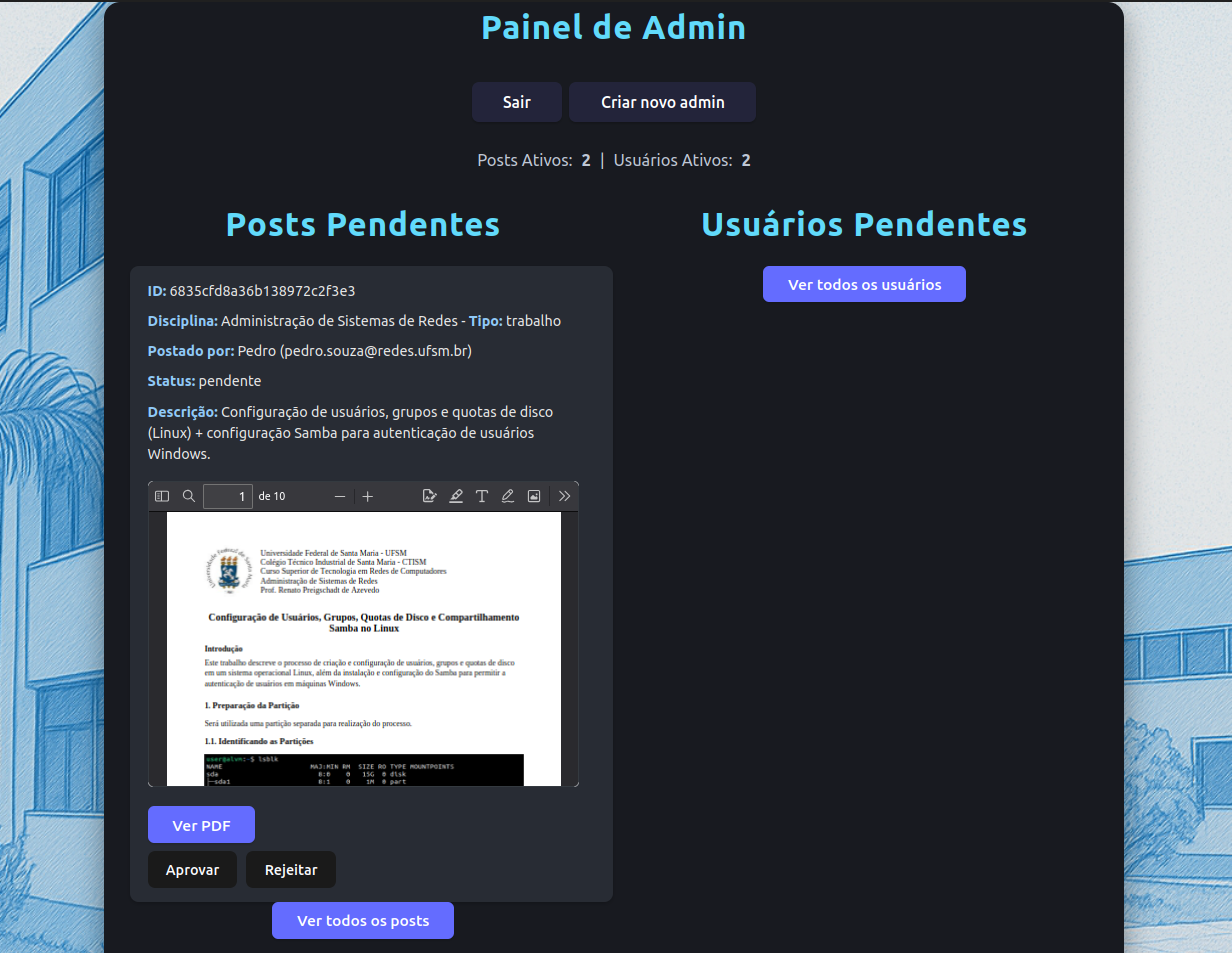 Painel de Admin
Sair
Criar novo admin
Posts Ativos: 2 | Usuários Ativos: 2
Posts Pendentes
ID: 6835cfd8a36b138972c2f3e3
Disciplina: Administração de Sistemas de Redes - Tipo: trabalho
Postado por: Pedro (pedro.souza@redes.ufsm.br)
Status: pendente
Descrição: Configuração de usuários, grupos e quotas de disco
(Linux) + configuração Samba para autenticação de usuários
Windows.
1 de 10
Universidade Federal de Santa Maria - UFSM
Colégio Técnico Industrial de Santa Maria - CTISM
Curso Superior de Tecnologia em Redes de Computadores
Administração de Sistemas de Redes
Prof. Renato Preigschadt de Azevedo
Configuração de Usuários, Grupos, Quotas de Disco e Compartilhamento
Samba no Linux
Introdução
Este trabalho descreve o processo de criação e configuração de usuários, grupos e quotas de disco
em um sistema operacional Linux, além da instalação e configuração do Samba para permitir a
autenticação de usuários em máquinas Windows.
1. Preparação da Partição
Será utilizada uma partição separada para realização do processo.
1.1. Identificando as Partições
user@alvm:~$ lsblk
NAME MAJ:MIN RM SIZE RO TYPE MOUNTPOINTS
sda 8:0 0 15G 0 disk
├─sda1 8:1 0 1M 0 part
Ver PDF
Aprovar
Rejeitar
Ver todos os posts
Usuários Pendentes
Ver todos os usuários